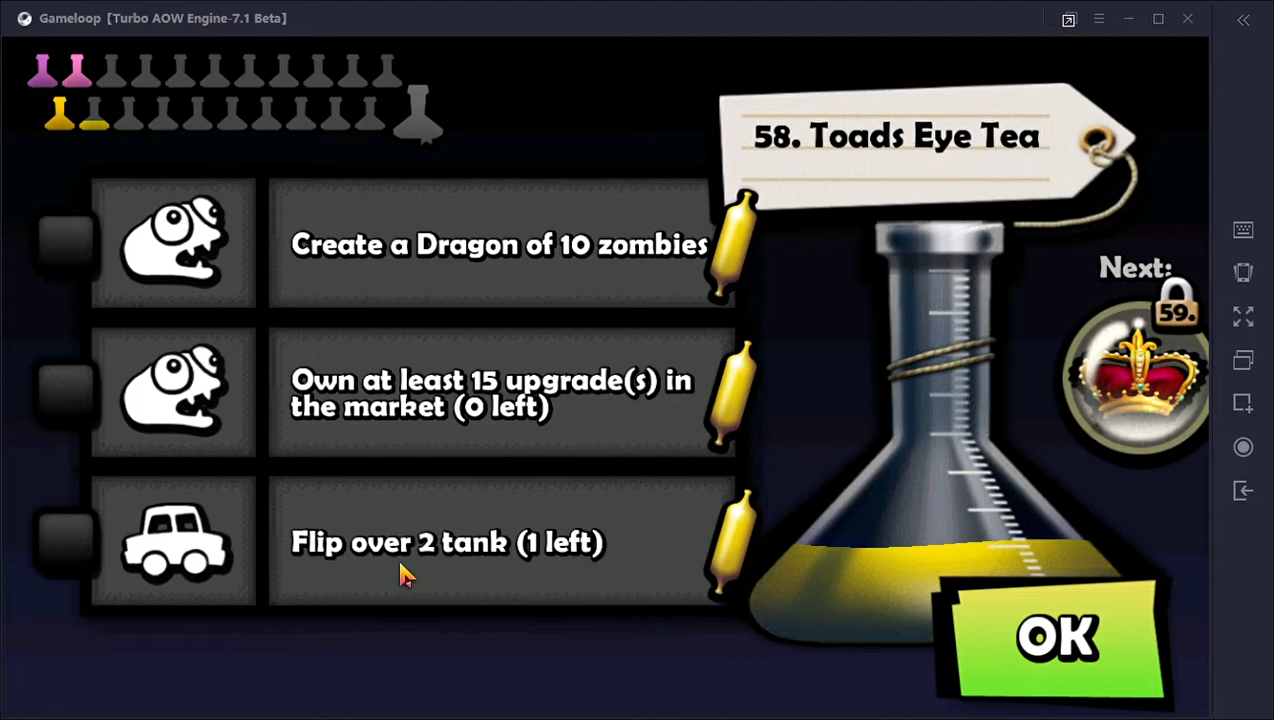 Gameloop【Turbo AOW Engine-7.1 Beta】
58. Toads Eye Tea
Create a Dragon of 10 zombies
Next:
59.
Own at least 15 upgrade(s) in
the market (0 left)
Flip over 2 tank (1 left)
OK